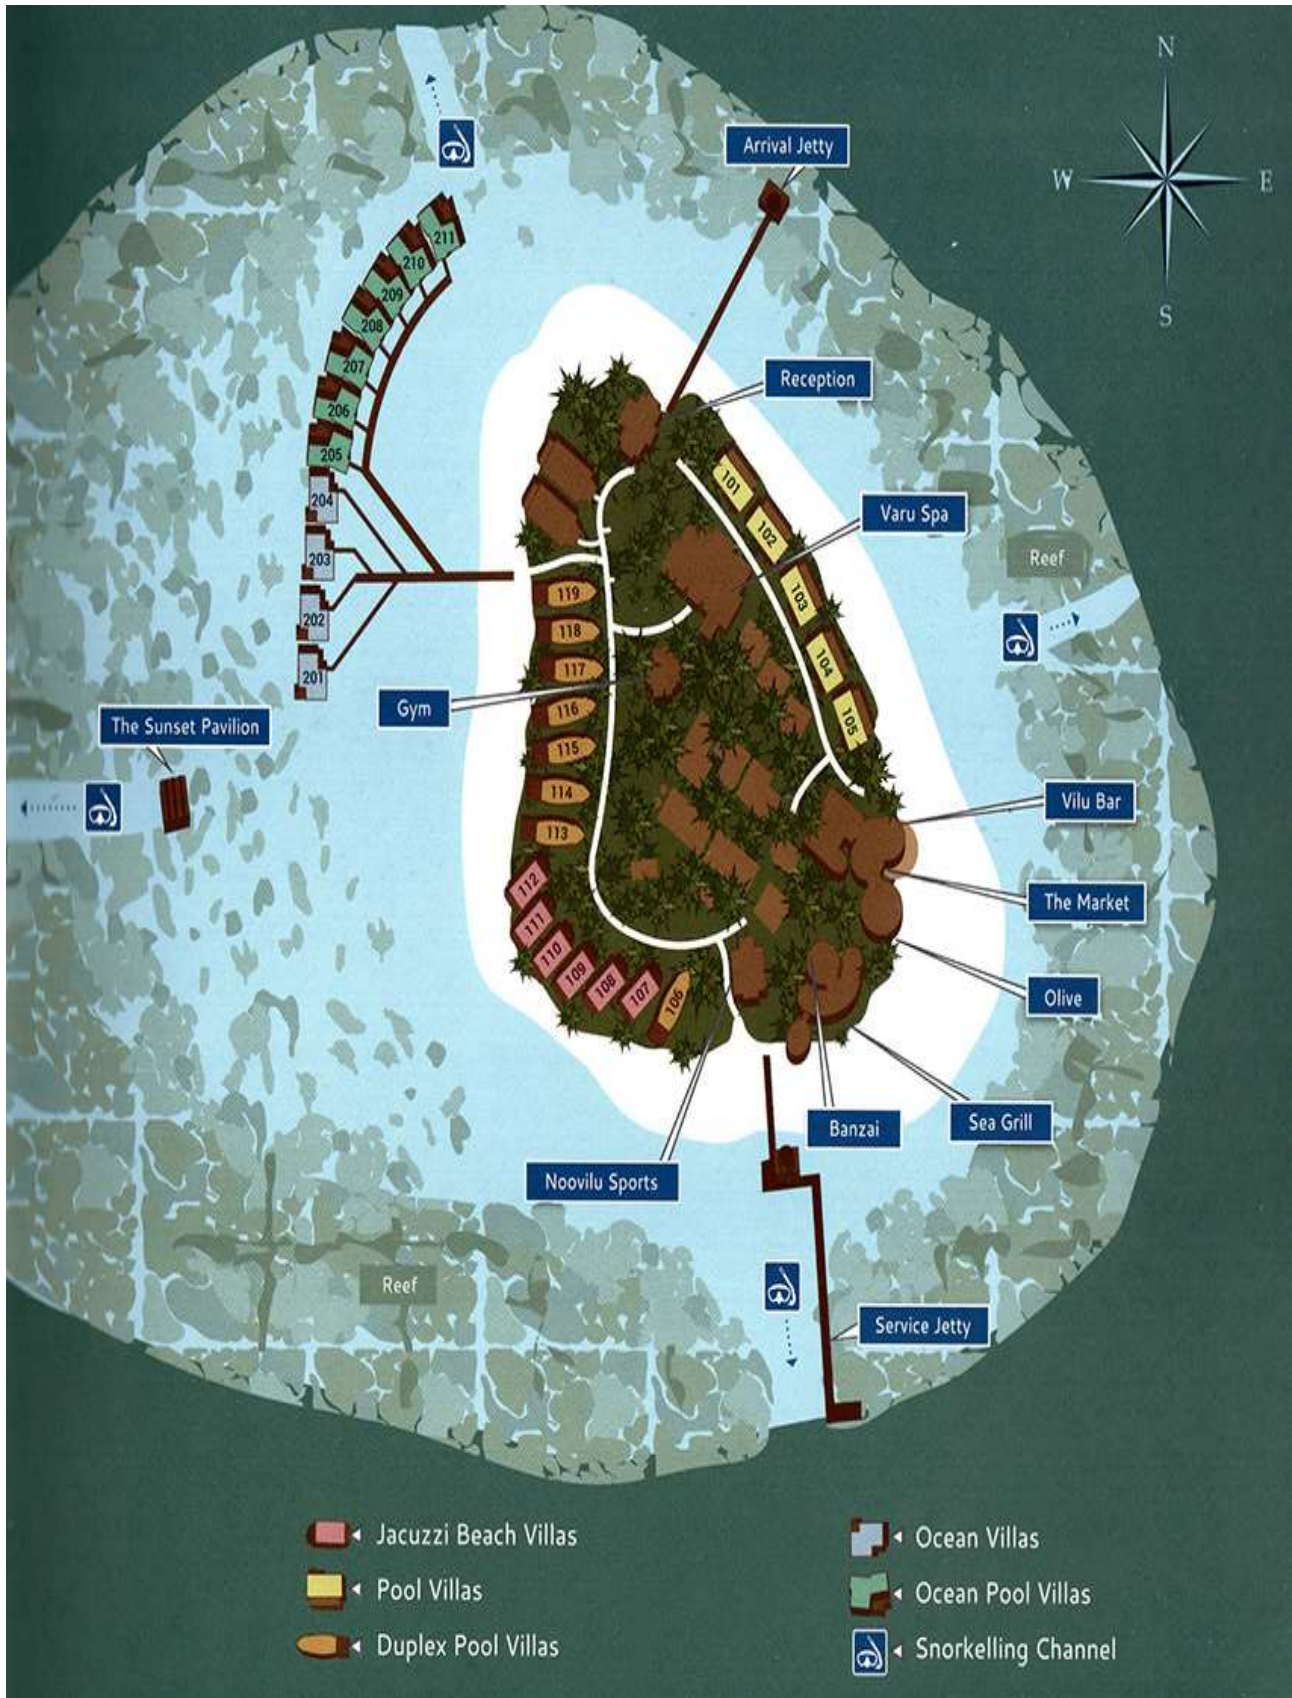 N
W
E
S
Arrival Jetty
211
210
209
208
207
206
205
204
203
202
201
Reception
101
102
103
104
105
Varu Spa
Reef
119
118
117
116
115
114
113
112
111
110
109
108
107
106
Gym
The Sunset Pavilion
Vilu Bar
The Market
Olive
Sea Grill
Banzai
Noovilu Sports
Reef
Service Jetty
Jacuzzi Beach Villas
Pool Villas
Duplex Pool Villas
Ocean Villas
Ocean Pool Villas
Snorkelling Channel